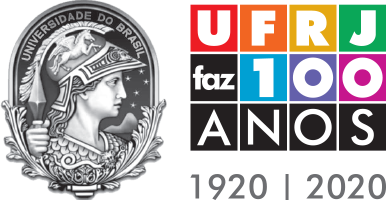 UNIVERSIDADE DO BRASIL
UFRJ
faz 100
ANOS
1920 | 2020